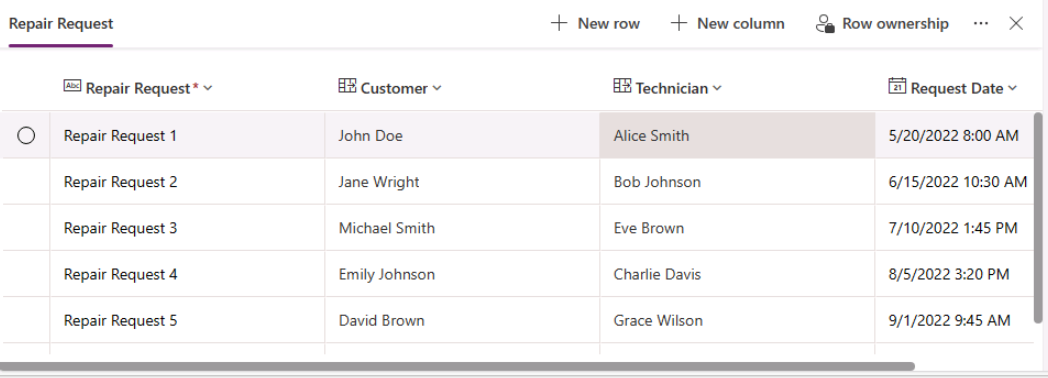 Repair Request + New row + New column Row ownership ...
Abc Repair Request* Customer Technician 21 Request Date
Repair Request 1 John Doe Alice Smith 5/20/2022 8:00 AM
Repair Request 2 Jane Wright Bob Johnson 6/15/2022 10:30 AM
Repair Request 3 Michael Smith Eve Brown 7/10/2022 1:45 PM
Repair Request 4 Emily Johnson Charlie Davis 8/5/2022 3:20 PM
Repair Request 5 David Brown Grace Wilson 9/1/2022 9:45 AM